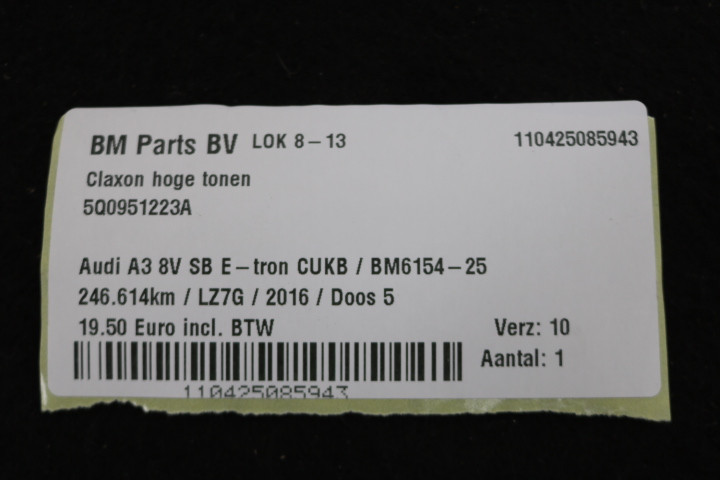 BM Parts BV LOK 8-13 110425085943
Claxon hoge tonen
5Q0951223A
Audi A3 8V SB E-tron CUKB / BM6154-25
246.614km / LZ7G / 2016 / Doos 5
19.50 Euro incl. BTW Verz: 10
Aantal: 1
110425085943